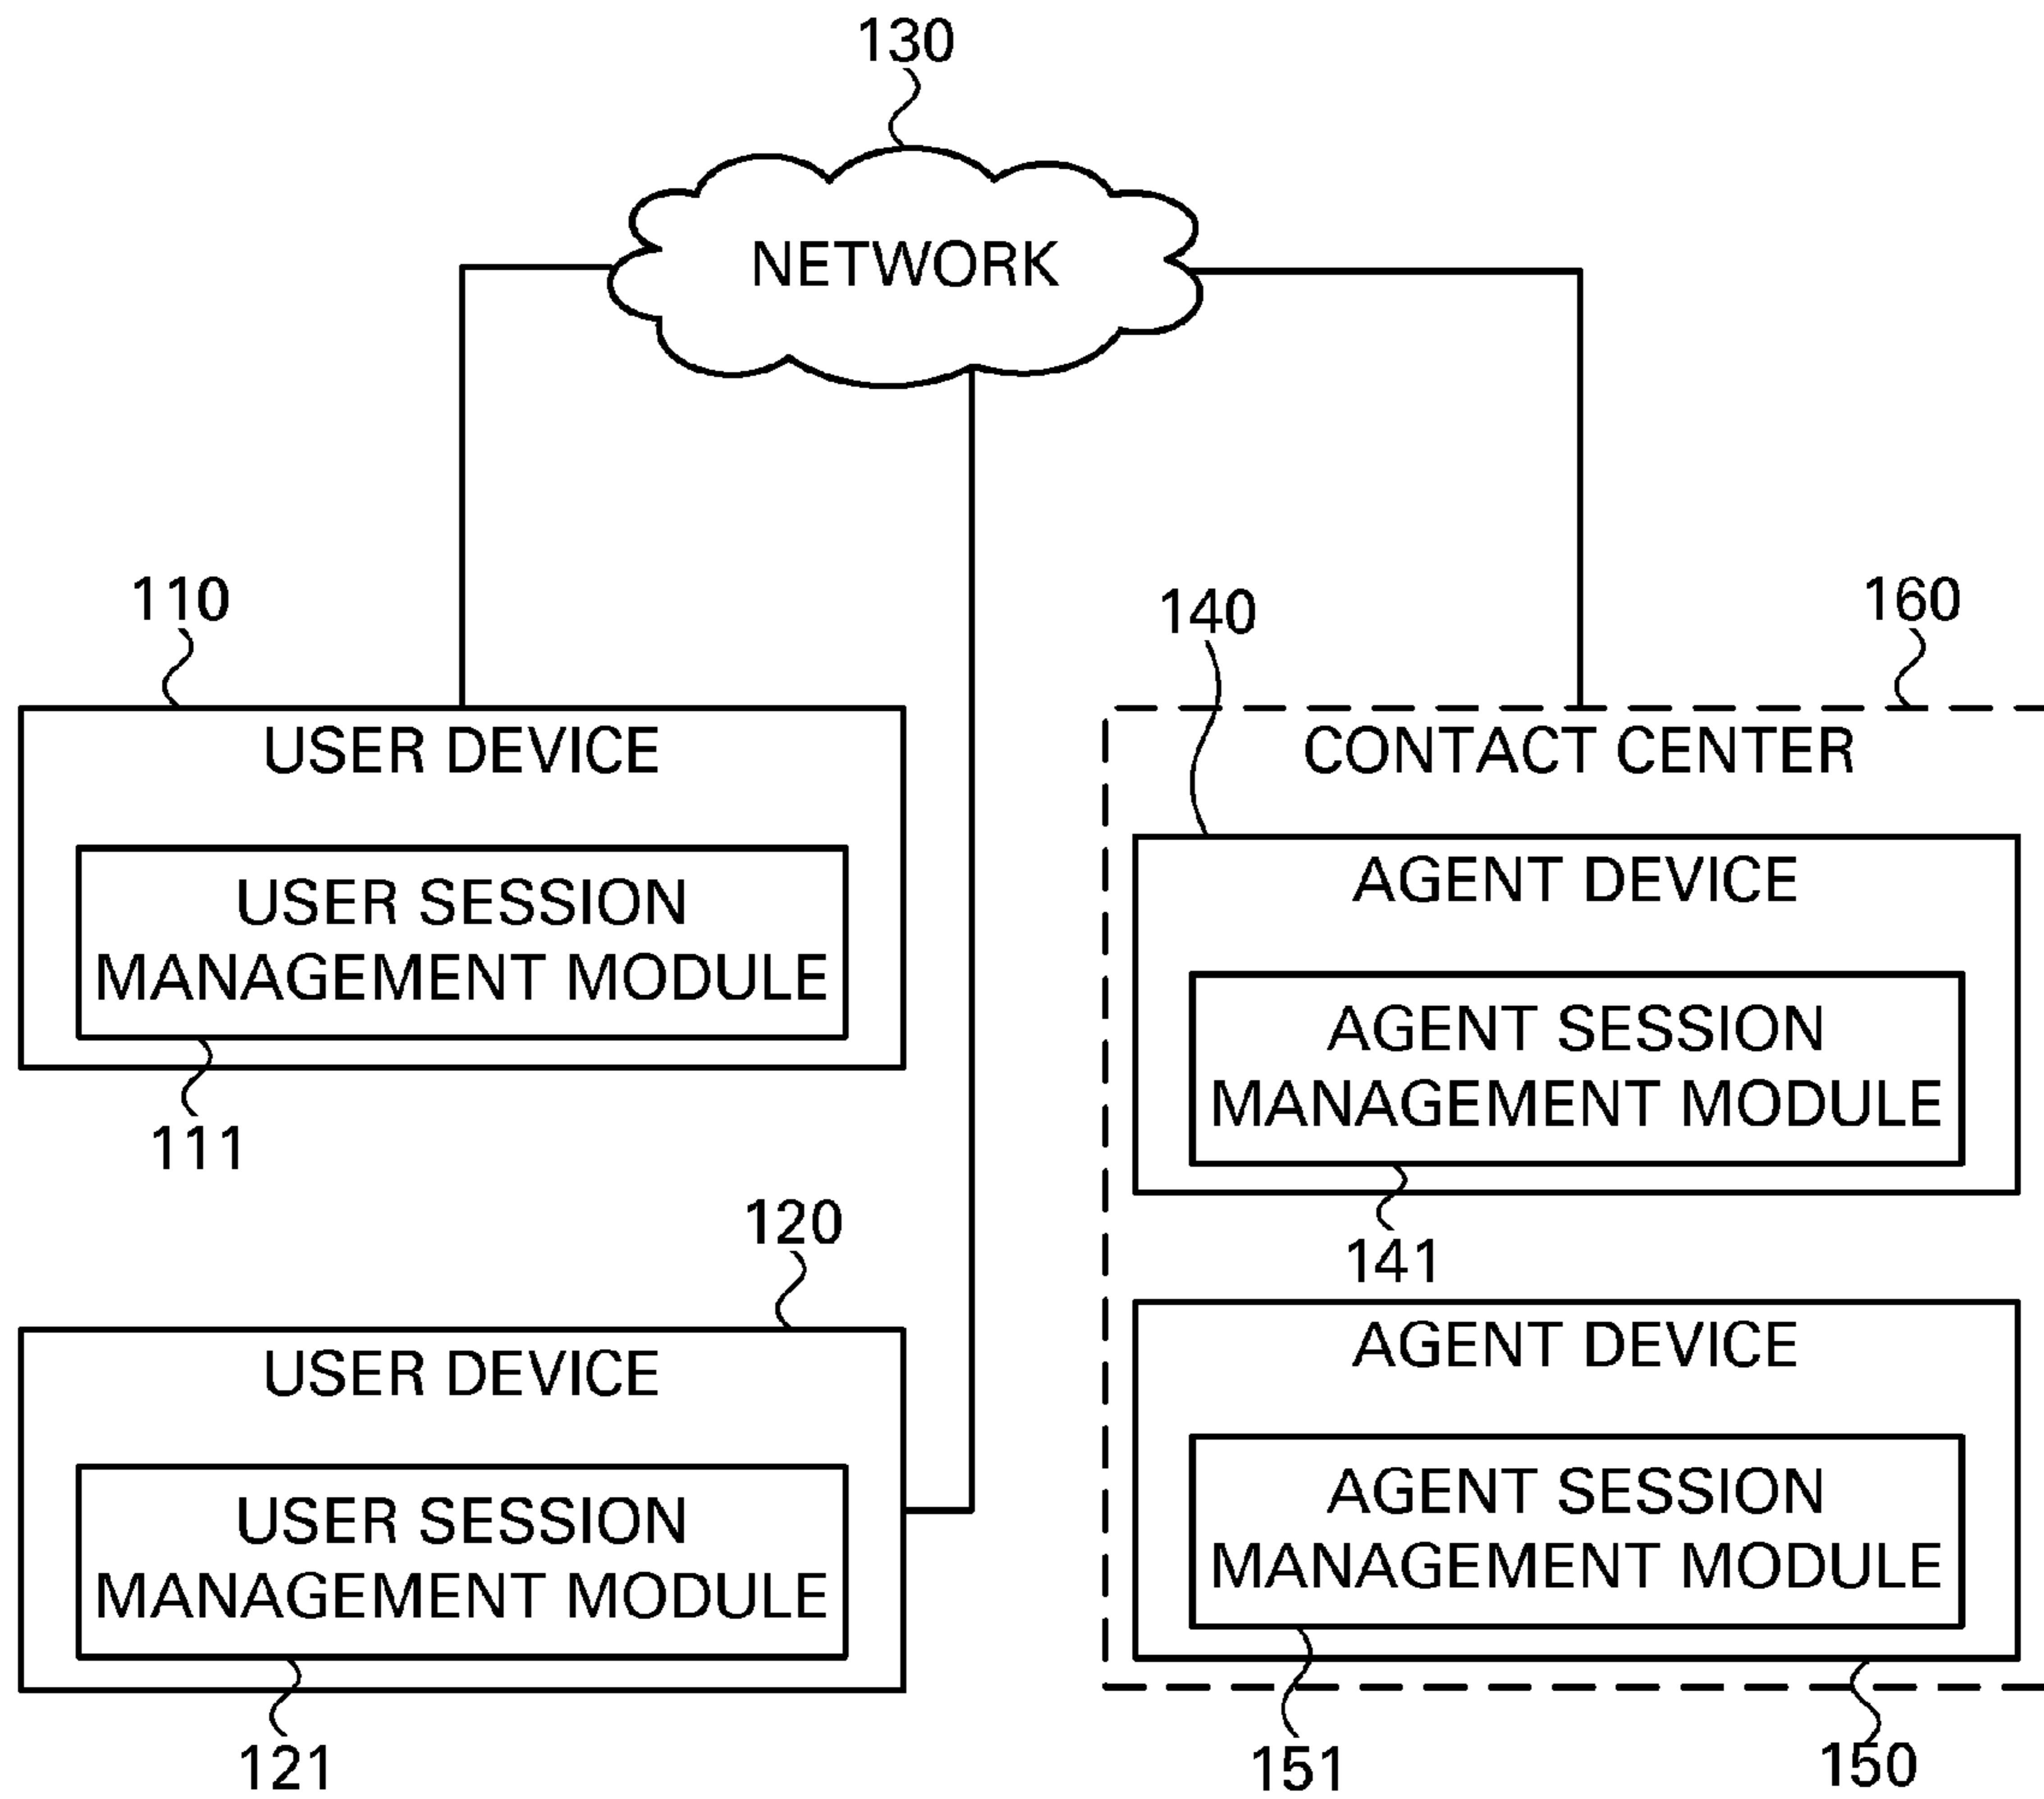 130
NETWORK
110
USER DEVICE
USER SESSION
MANAGEMENT MODULE
111
120
USER DEVICE
USER SESSION
MANAGEMENT MODULE
121
160
CONTACT CENTER
140
AGENT DEVICE
AGENT SESSION
MANAGEMENT MODULE
141
AGENT DEVICE
AGENT SESSION
MANAGEMENT MODULE
151
150